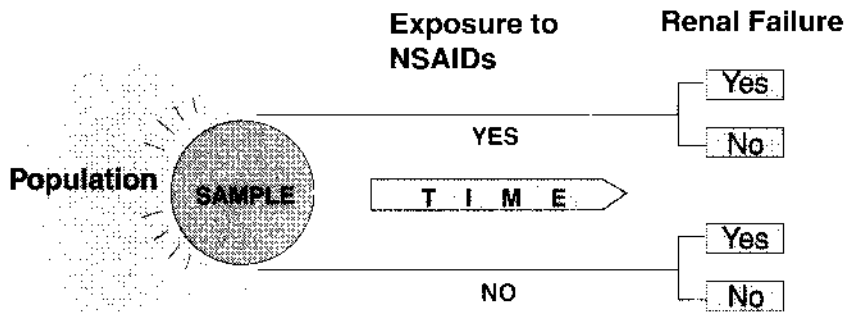 Exposure to
NSAIDs
Renal Failure
Yes
YES
No
Population
SAMPLE
T I M E
Yes
NO
No